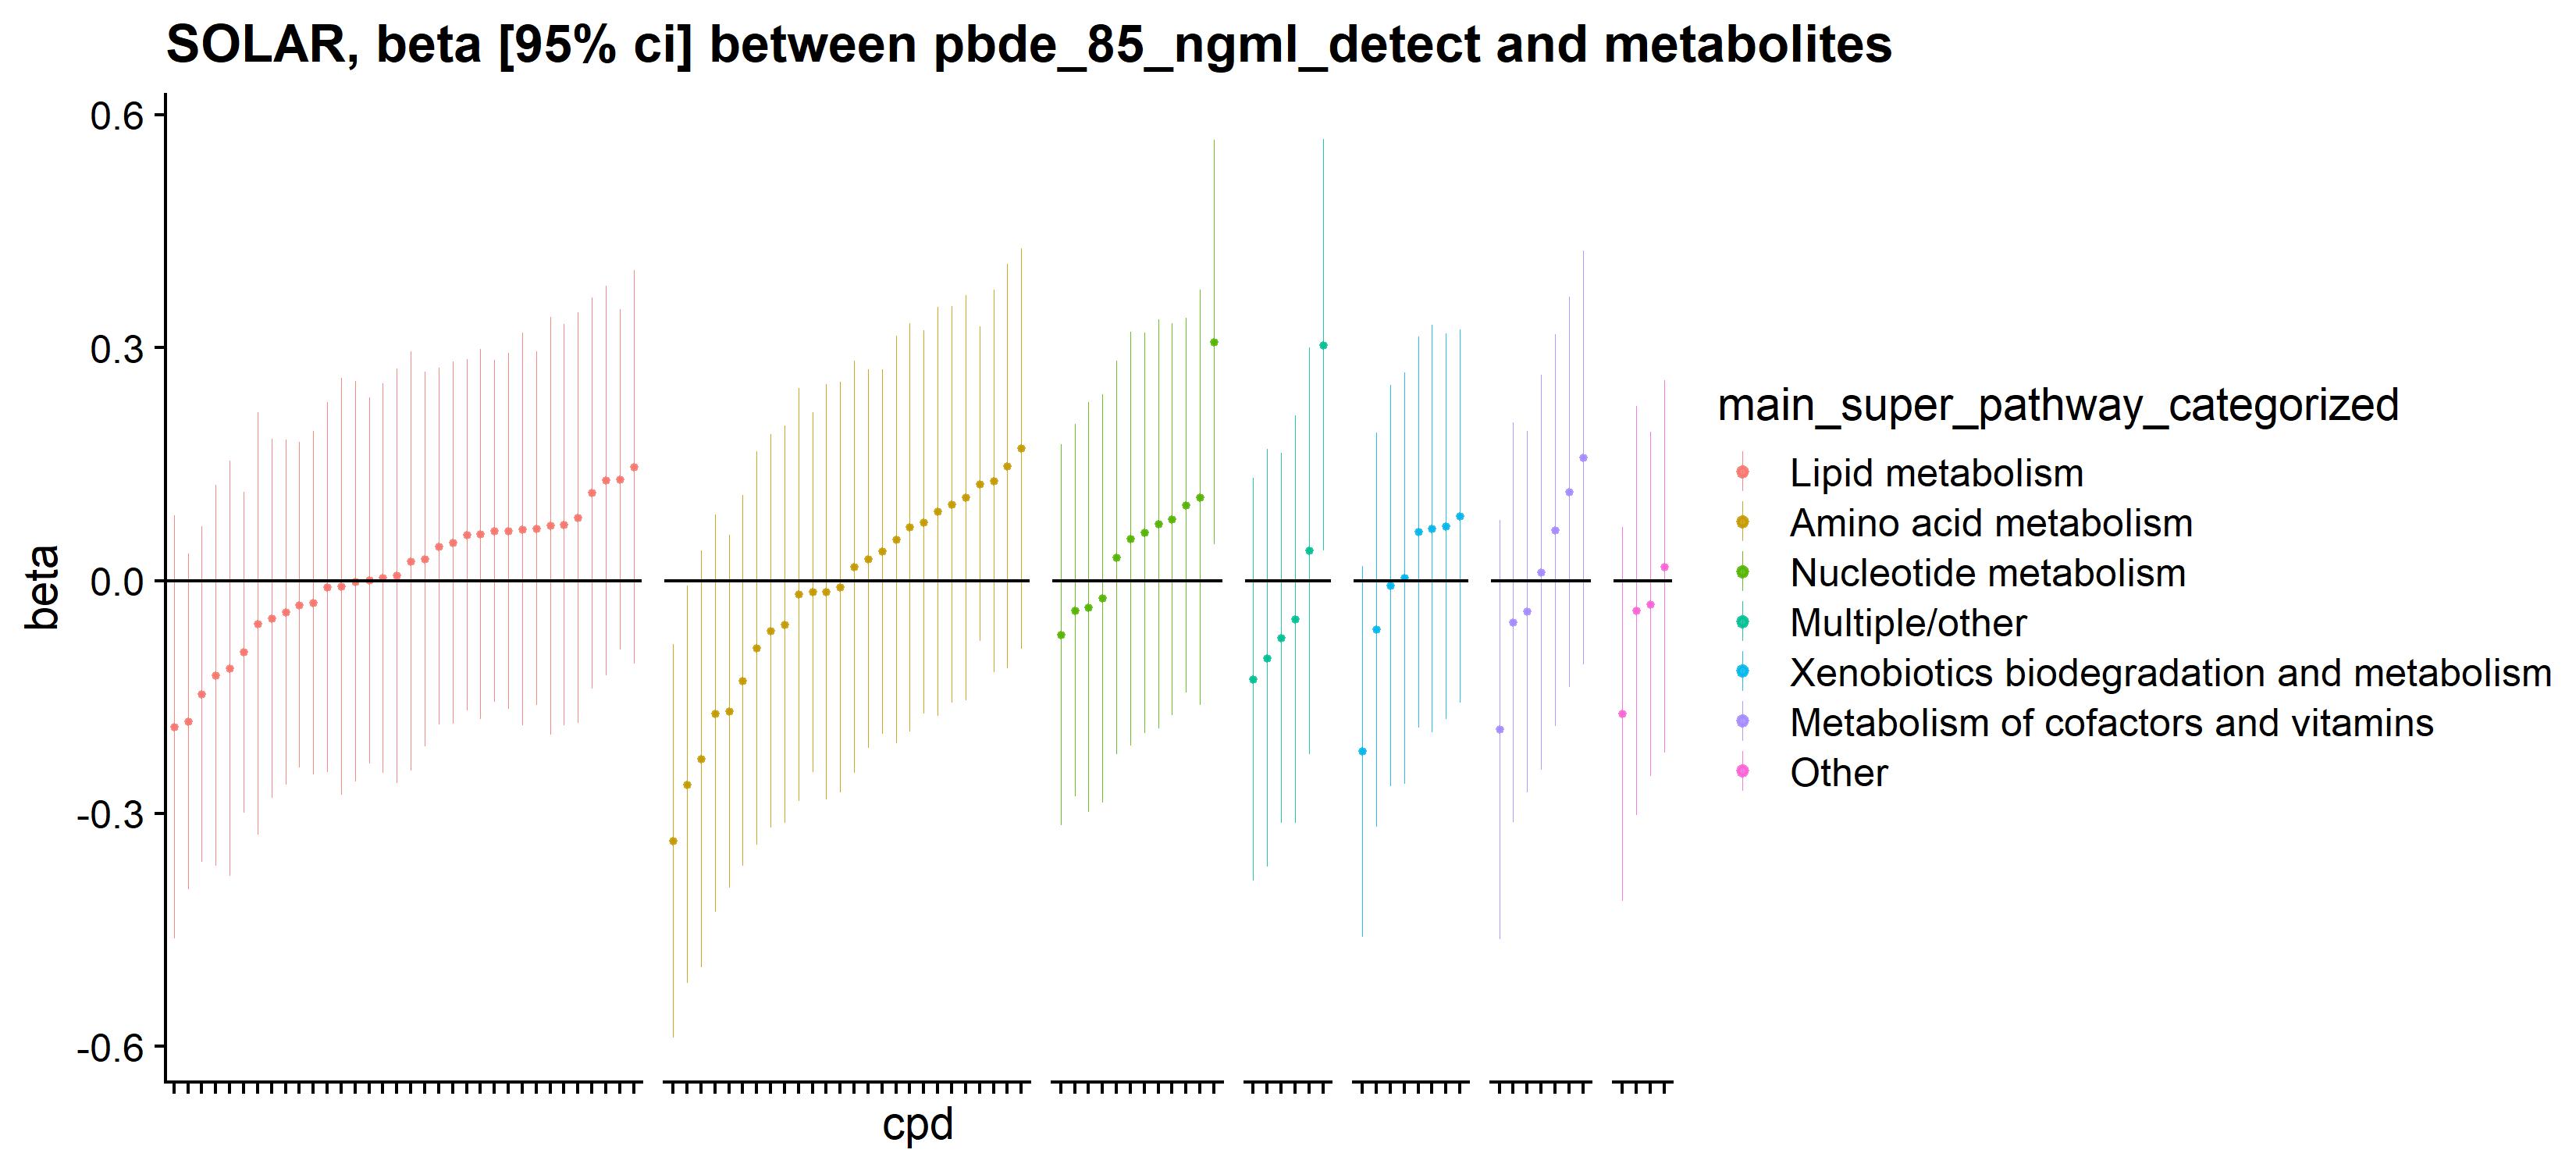 SOLAR, beta [95% ci] between pbde_85_ngml_detect and metabolites
0.6
0.3
0.0
-0.3
-0.6
beta
cpd
main_super_pathway_categorized
Lipid metabolism
Amino acid metabolism
Nucleotide metabolism
Multiple/other
Xenobiotics biodegradation and metabolism
Metabolism of cofactors and vitamins
Other